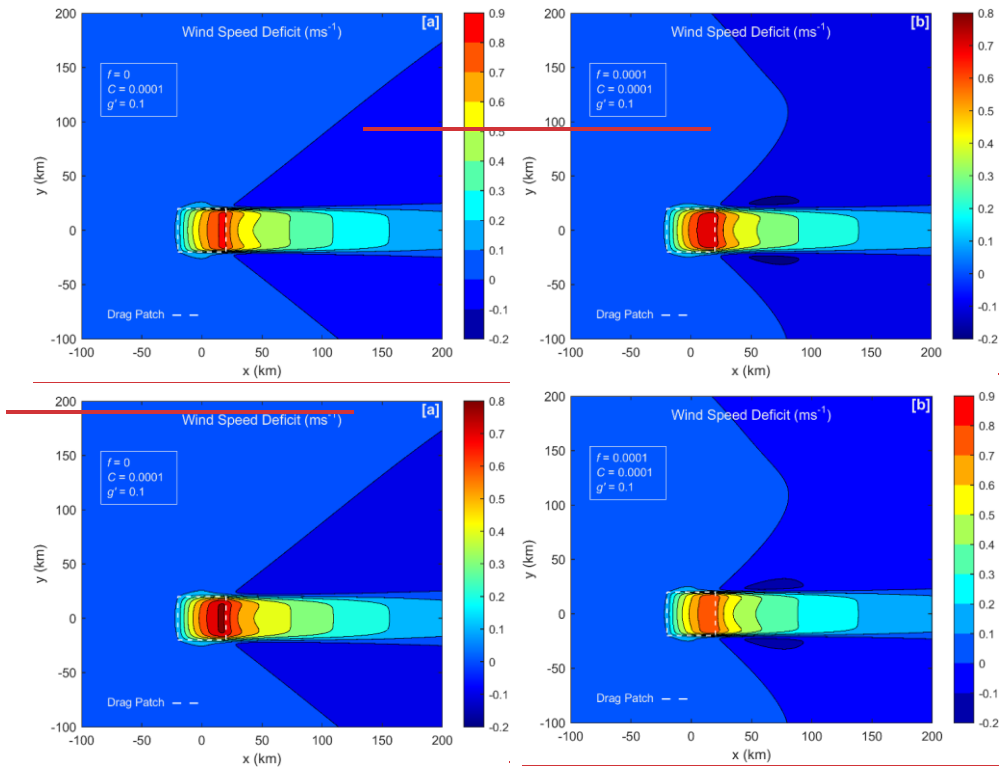 [a]
Wind Speed Deficit (ms⁻¹)
f = 0
C = 0.0001
g' = 0.1
Drag Patch
200
150
100
50
0
-50
-100
y (km)
-100 -50 0 50 100 150 200
x (km)
0.9
0.8
0.7
0.6
0.5
0.4
0.3
0.2
0.1
0
-0.1
-0.2
[b]
Wind Speed Deficit (ms⁻¹)
f = 0.0001
C = 0.0001
g' = 0.1
Drag Patch
200
150
100
50
0
-50
-100
y (km)
-100 -50 0 50 100 150 200
x (km)
0.8
0.7
0.6
0.5
0.4
0.3
0.2
0.1
0
-0.1
-0.2
[a]
Wind Speed Deficit (ms⁻¹)
f = 0
C = 0.0001
g' = 0.1
Drag Patch
200
150
100
50
0
-50
-100
y (km)
-100 -50 0 50 100 150 200
x (km)
0.8
0.7
0.6
0.5
0.4
0.3
0.2
0.1
0
-0.1
-0.2
[b]
Wind Speed Deficit (ms⁻¹)
f = 0.0001
C = 0.0001
g' = 0.1
Drag Patch
200
150
100
50
0
-50
-100
y (km)
-100 -50 0 50 100 150 200
x (km)
0.9
0.8
0.7
0.6
0.5
0.4
0.3
0.2
0.1
0
-0.1
-0.2